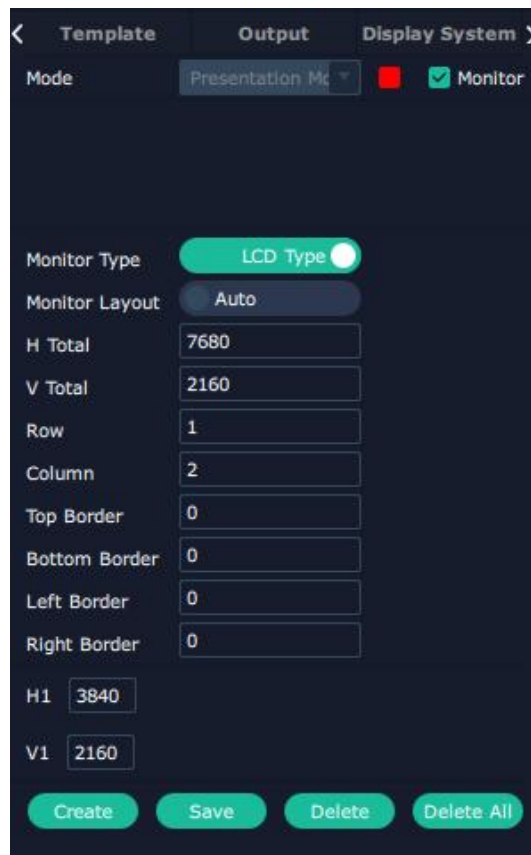 Template Output Display System
Mode Presentation Mo Monitor
Monitor Type LCD Type
Monitor Layout Auto
H Total 7680
V Total 2160
Row 1
Column 2
Top Border 0
Bottom Border 0
Left Border 0
Right Border 0
H1 3840
V1 2160
Create Save Delete Delete All